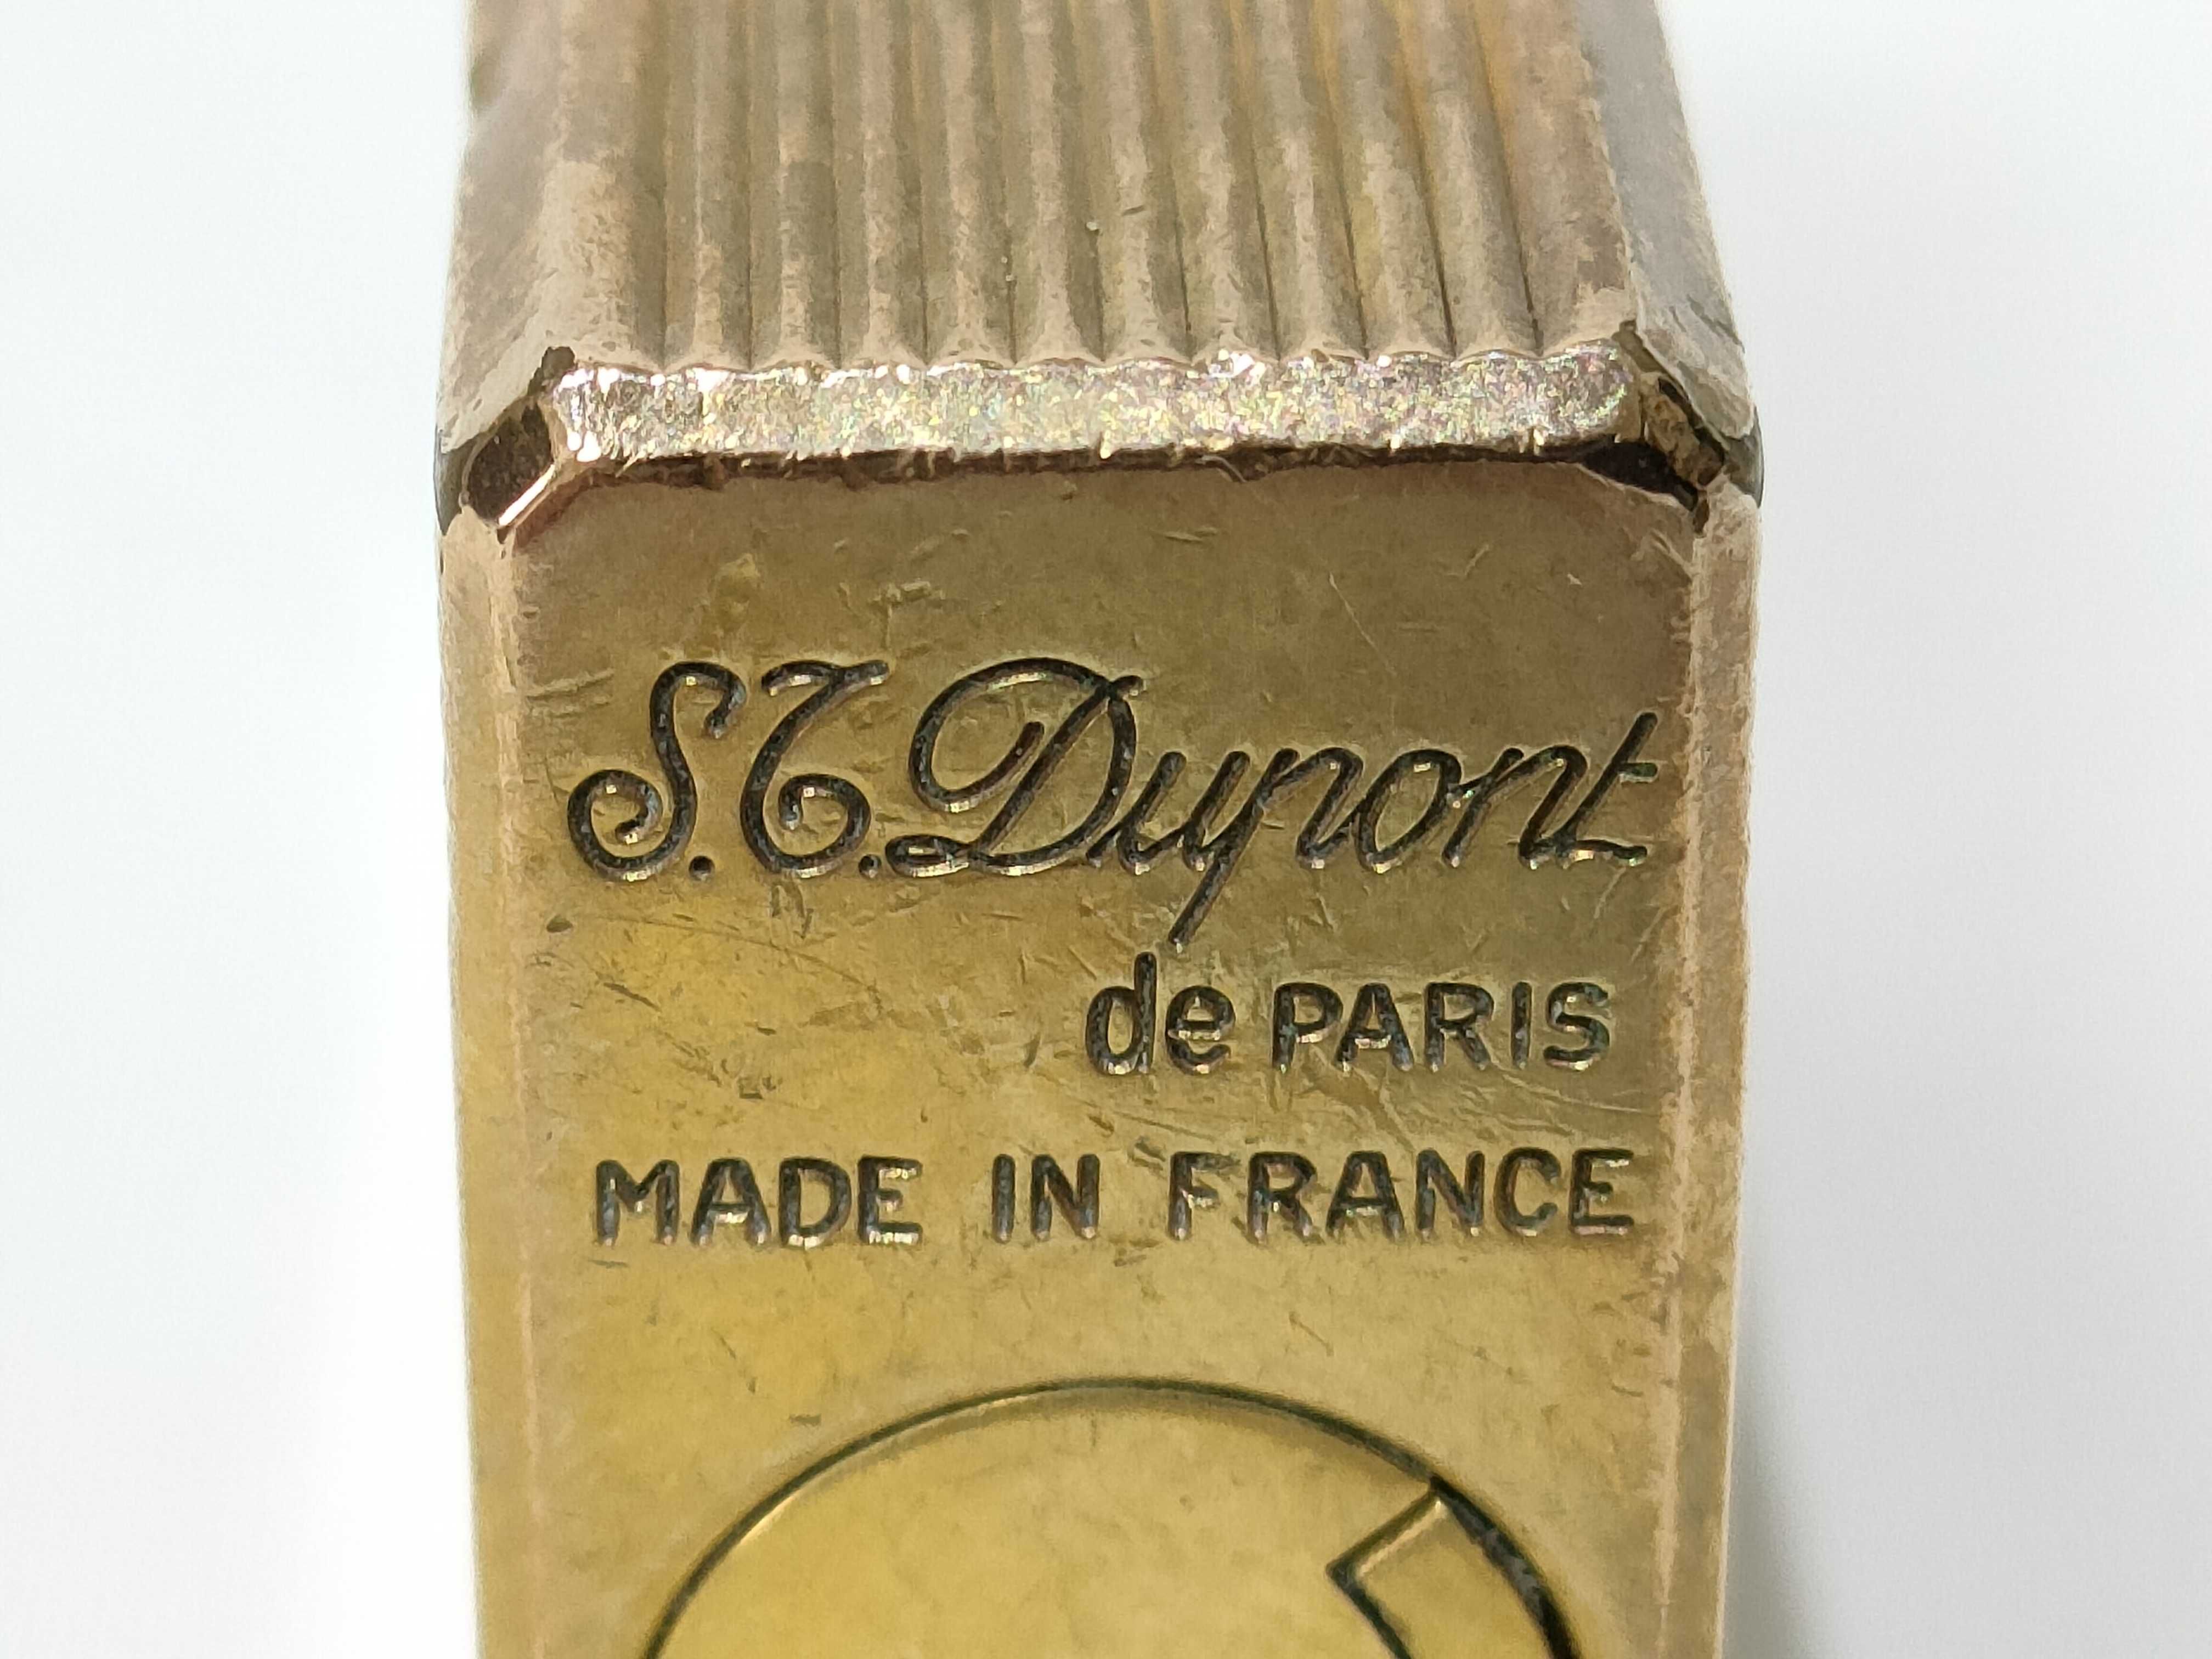 S.T.Dupont
de PARIS
MADE IN FRANCE